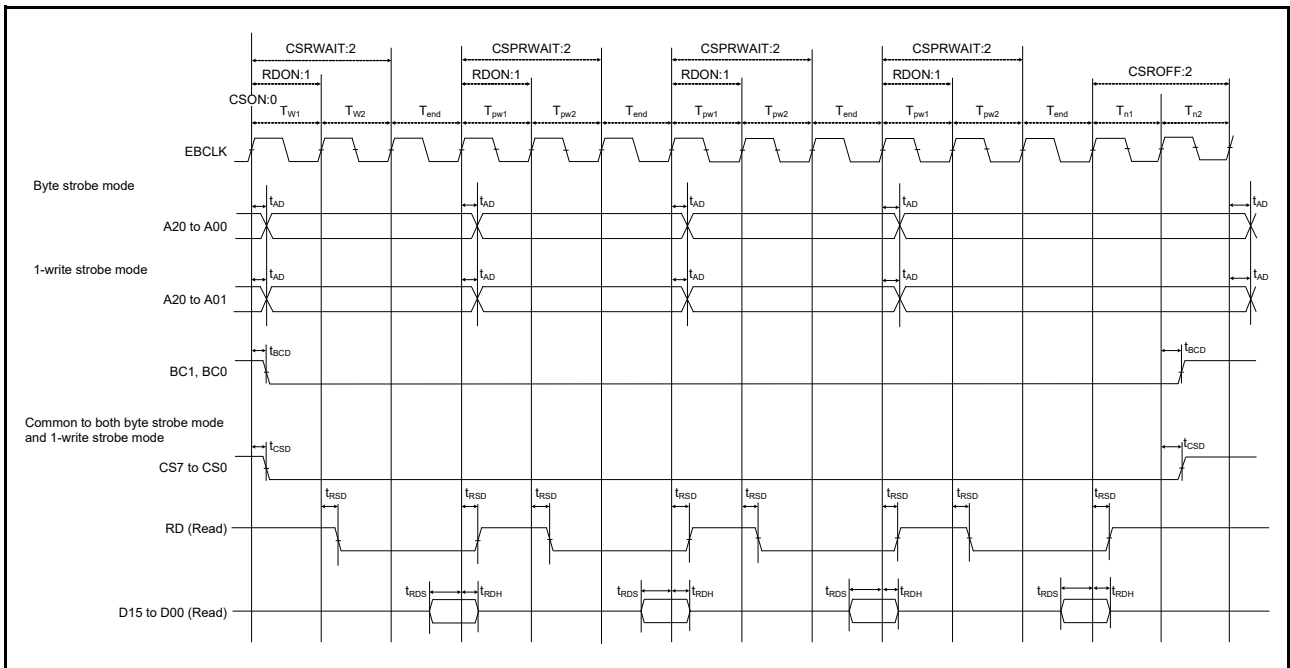 CSRWAIT:2 CSPRWAIT:2 CSPRWAIT:2 CSPRWAIT:2
RDON:1 RDON:1 RDON:1 RDON:1 CSROFF:2
CSON:0
TW1 TW2 Tend Tpw1 Tpw2 Tend Tpw1 Tpw2 Tend Tpw1 Tpw2 Tend Tn1 Tn2
EBCLK
Byte strobe mode
tAD tAD tAD tAD tAD
A20 to A00
1-write strobe mode
tAD tAD tAD tAD tAD
A20 to A01
tBCD tBCD
BC1, BC0
Common to both byte strobe mode
and 1-write strobe mode
tCSD tCSD
CS7 to CS0
tRSD tRSD tRSD tRSD tRSD tRSD tRSD tRSD
RD (Read)
tRDS tRDH tRDS tRDH tRDS tRDH tRDS tRDH
D15 to D00 (Read)